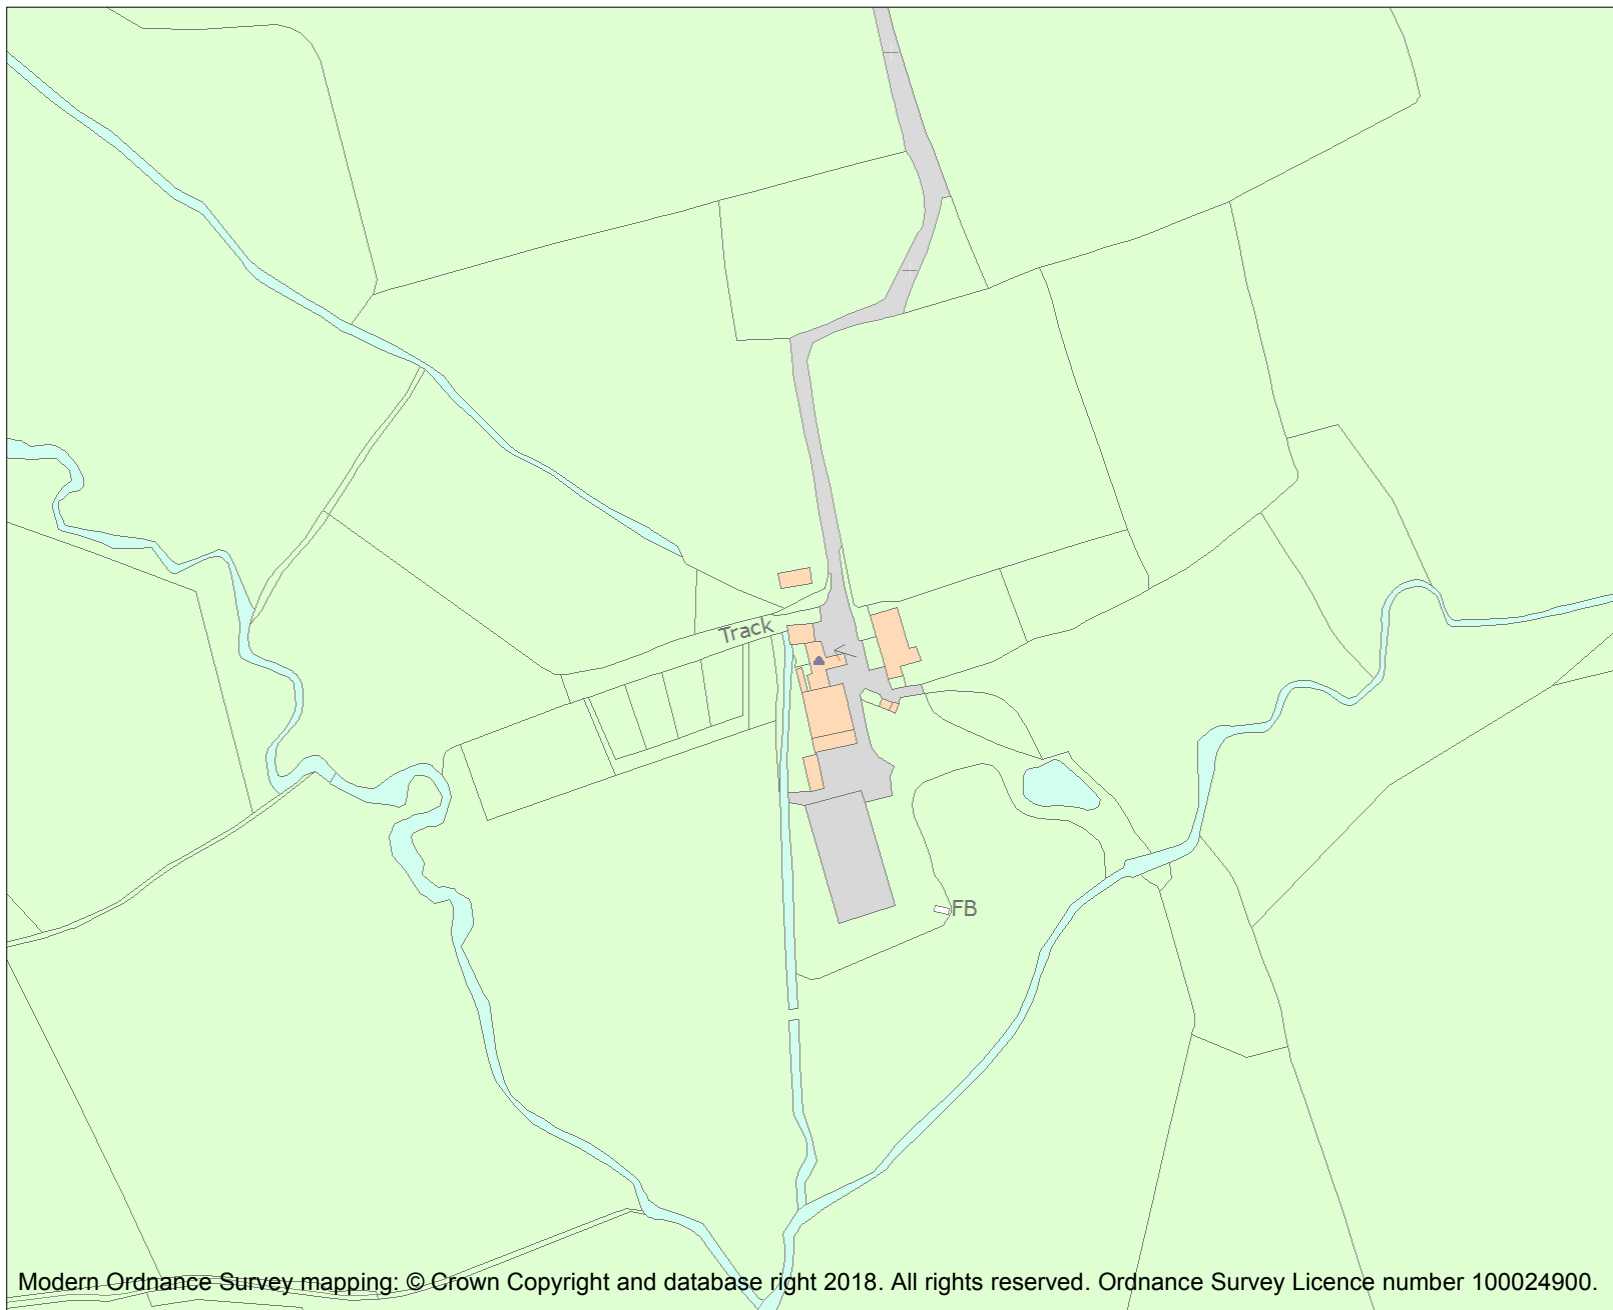 Track
FB
Modern Ordnance Survey mapping: © Crown Copyright and database right 2018. All rights reserved. Ordnance Survey Licence number 100024900.